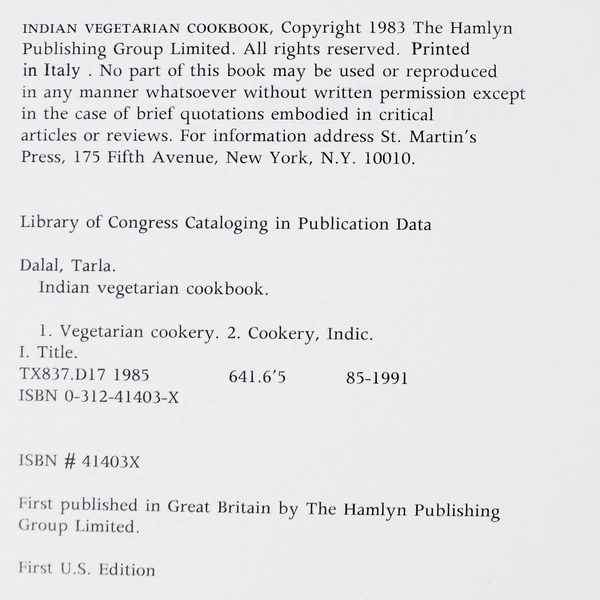 INDIAN VEGETARIAN COOKBOOK, Copyright 1983 The Hamlyn
Publishing Group Limited. All rights reserved. Printed
in Italy . No part of this book may be used or reproduced
in any manner whatsoever without written permission except
in the case of brief quotations embodied in critical
articles or reviews. For information address St. Martin's
Press, 175 Fifth Avenue, New York, N.Y. 10010.
Library of Congress Cataloging in Publication Data
Dalal, Tarla.
Indian vegetarian cookbook.
1. Vegetarian cookery. 2. Cookery, Indic.
I. Title.
TX837.D17 1985 641.6'5 85-1991
ISBN 0-312-41403-X
ISBN # 41403X
First published in Great Britain by The Hamlyn Publishing
Group Limited.
First U.S. Edition